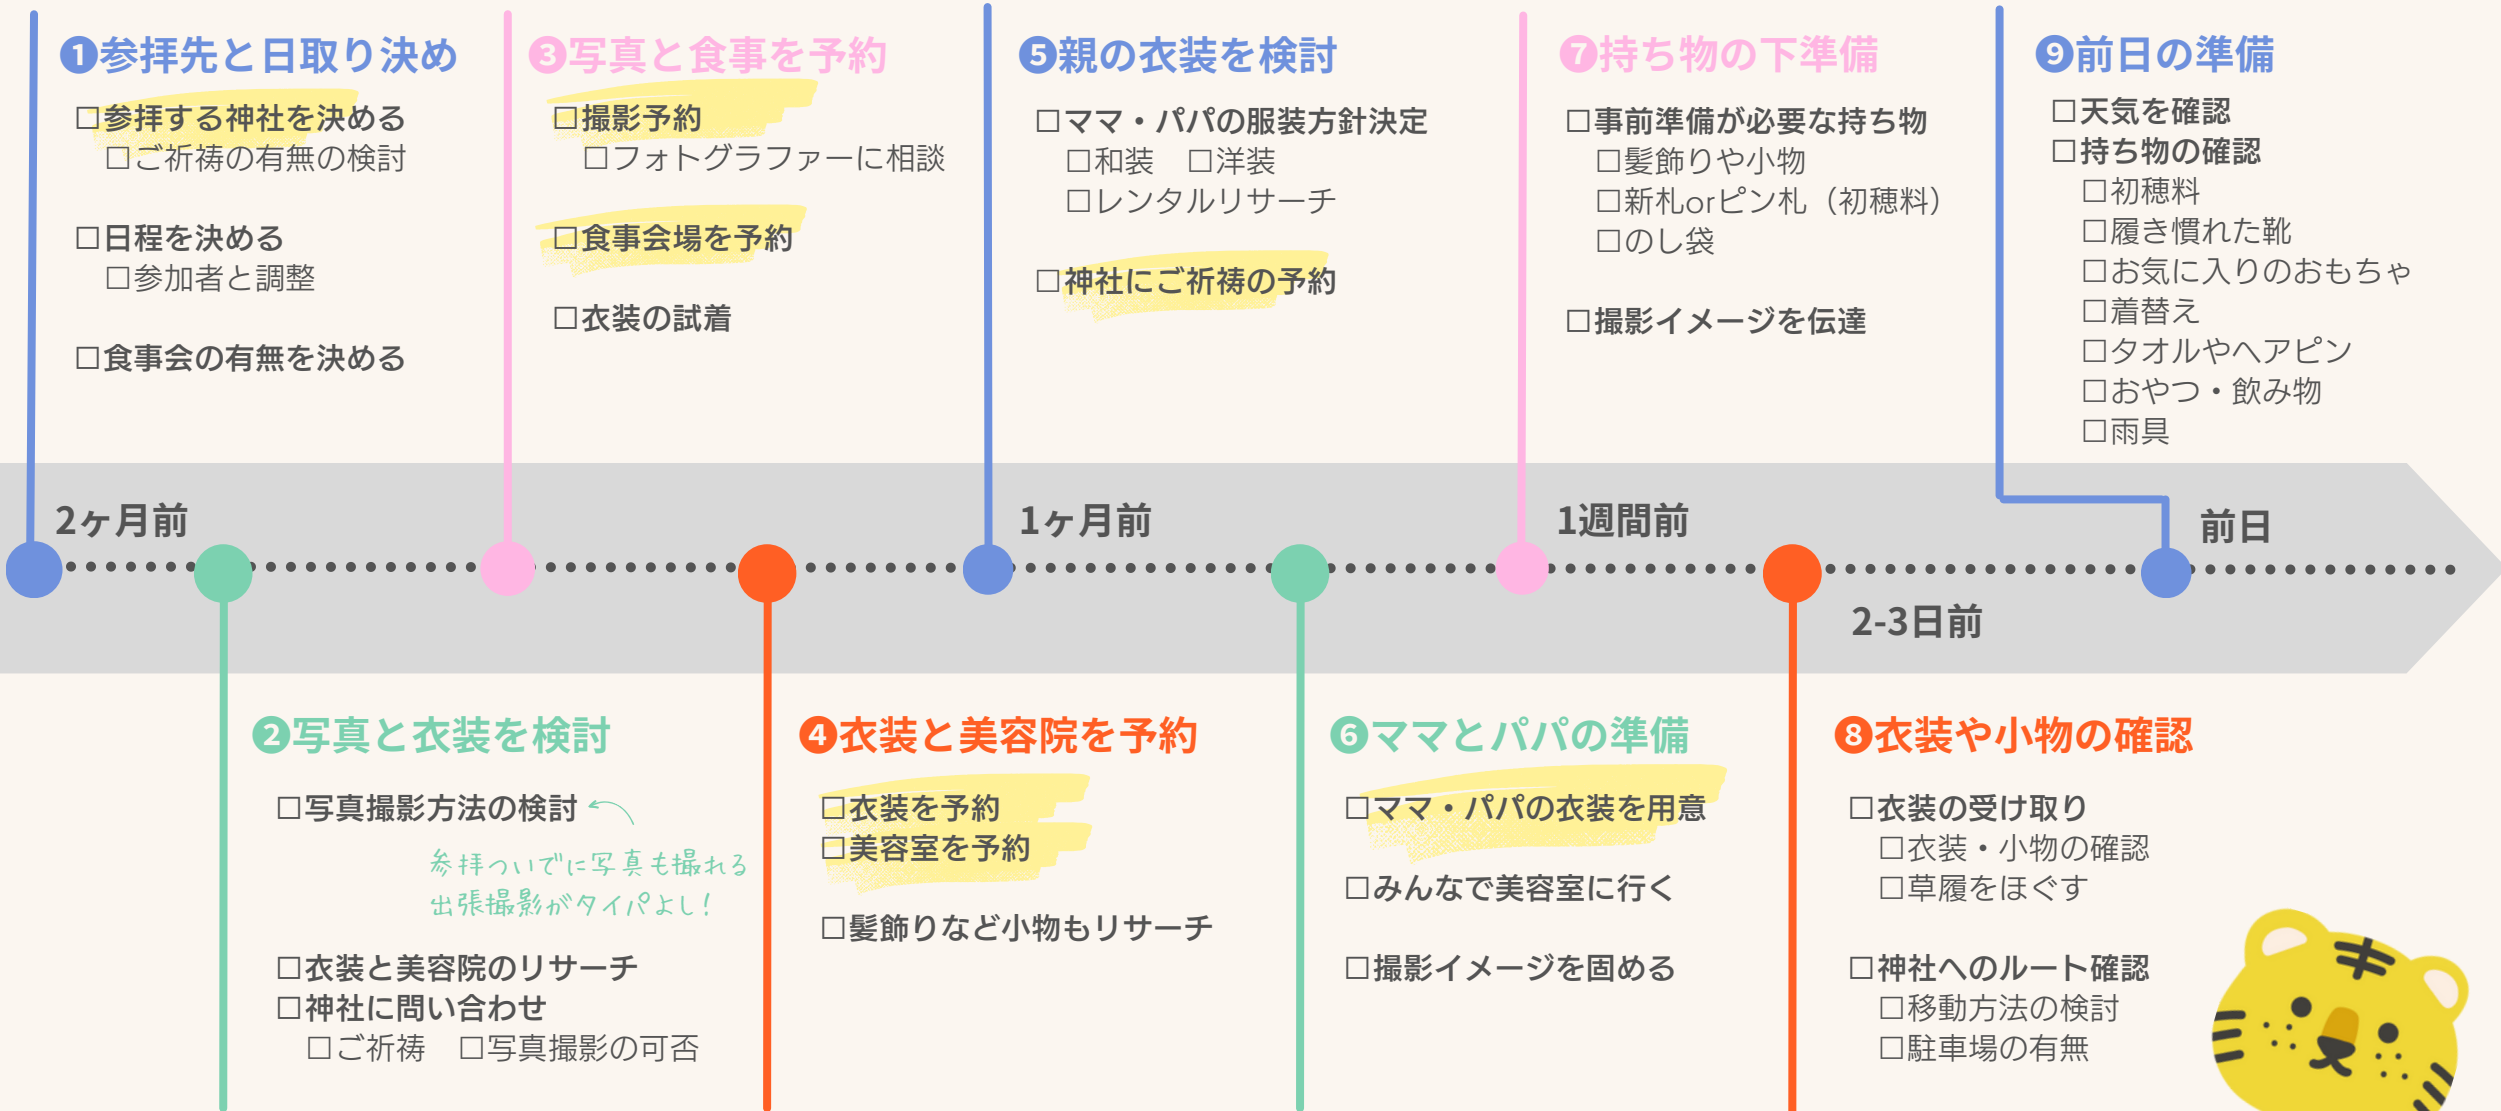 ❶参拝先と日取り決め
□参拝する神社を決める
□ご祈祷の有無の検討
□日程を決める
□参加者と調整
□食事会の有無を決める
❸写真と食事を予約
□撮影予約
□フォトグラファーに相談
□食事会場を予約
□衣装の試着
❺親の衣装を検討
□ママ・パパの服装方針決定
□和装　□洋装
□レンタルリサーチ
□神社にご祈祷の予約
❼持ち物の下準備
□事前準備が必要な持ち物
□髪飾りや小物
□新札orピン札（初穂料）
□のし袋
□撮影イメージを伝達
❾前日の準備
□天気を確認
□持ち物の確認
□初穂料
□履き慣れた靴
□お気に入りのおもちゃ
□着替え
□タオルやヘアピン
□おやつ・飲み物
□雨具
2ヶ月前
1ヶ月前
1週間前
2-3日前
前日
❷写真と衣装を検討
□写真撮影方法の検討
参拝ついでに写真も撮れる
出張撮影がタイパよし！
□衣装と美容院のリサーチ
□神社に問い合わせ
□ご祈祷　□写真撮影の可否
❹衣装と美容院を予約
□衣装を予約
□美容室を予約
□髪飾りなど小物もリサーチ
❻ママとパパの準備
□ママ・パパの衣装を用意
□みんなで美容室に行く
□撮影イメージを固める
❽衣装や小物の確認
□衣装の受け取り
□衣装・小物の確認
□草履をほぐす
□神社へのルート確認
□移動方法の検討
□駐車場の有無